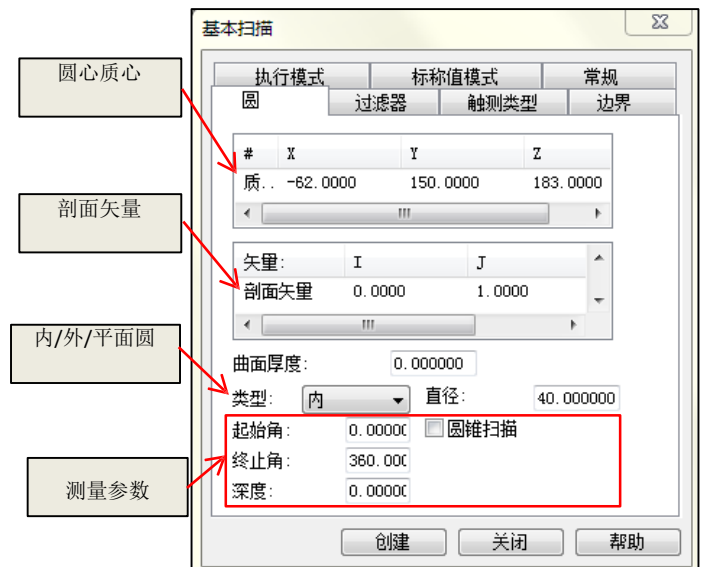 基本扫描
圆心质心
执行模式 标称值模式 常规
圆 过滤器 触测类型 边界
# X Y Z
质.. -62.0000 150.0000 183.0000
剖面矢量
矢量: I J
剖面矢量 0.0000 1.0000
内/外/平面圆
曲面厚度: 0.000000
类型: 内 直径: 40.000000
起始角: 0.00000 圆锥扫描
终止角: 360.000
测量参数
深度: 0.00000
创建 关闭 帮助